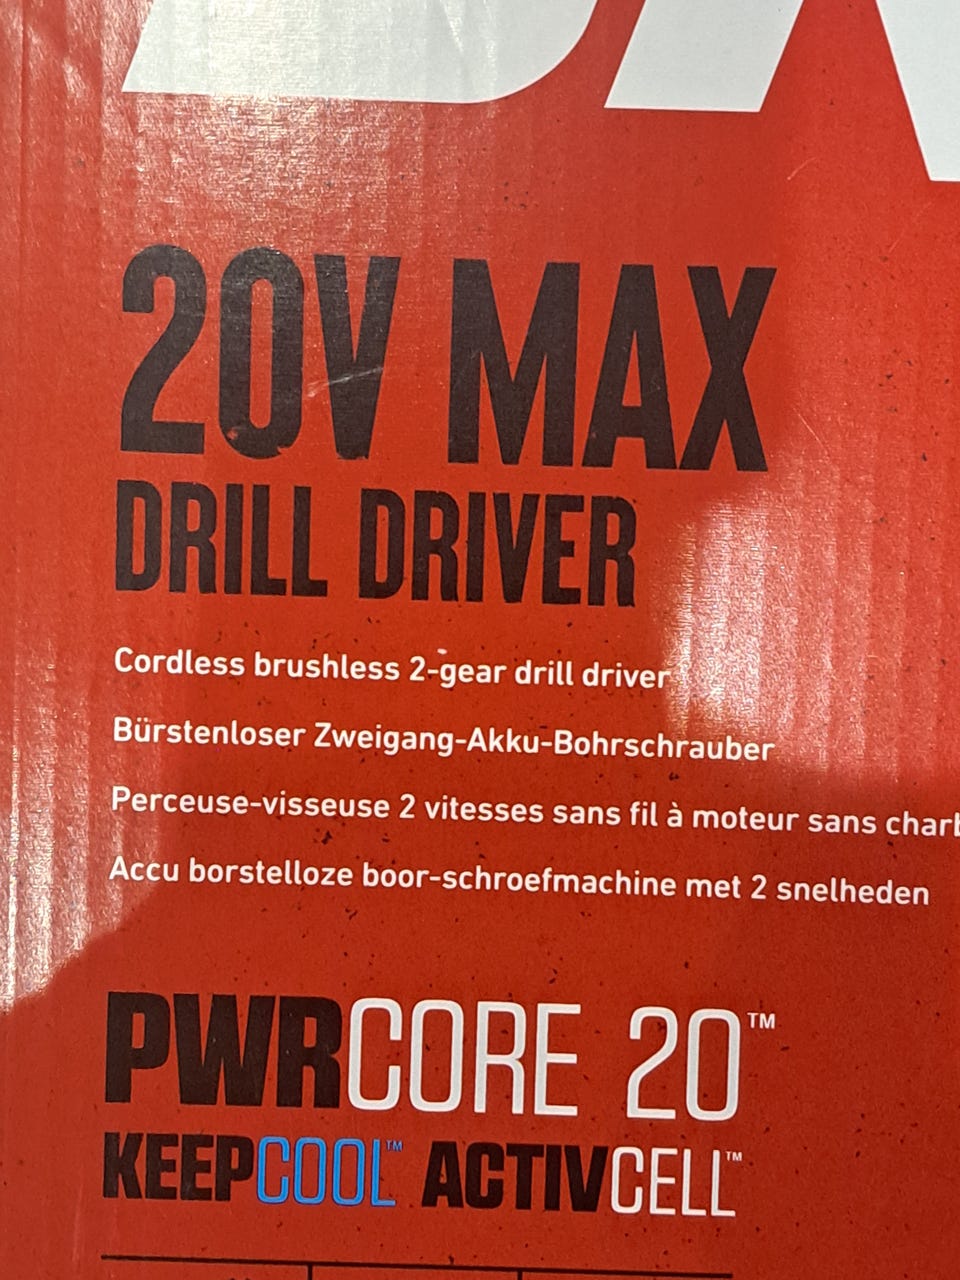 20V MAX
DRILL DRIVER
Cordless brushless 2-gear drill driver
Bürstenloser Zweigang-Akku-Bohrschrauber
Perceuse-visseuse 2 vitesses sans fil à moteur sans
Accu borstelloze boor-schroefmachine met 2 snelheden
PWRCORE 20™
KEEPCOOL™ ACTIVCELL™